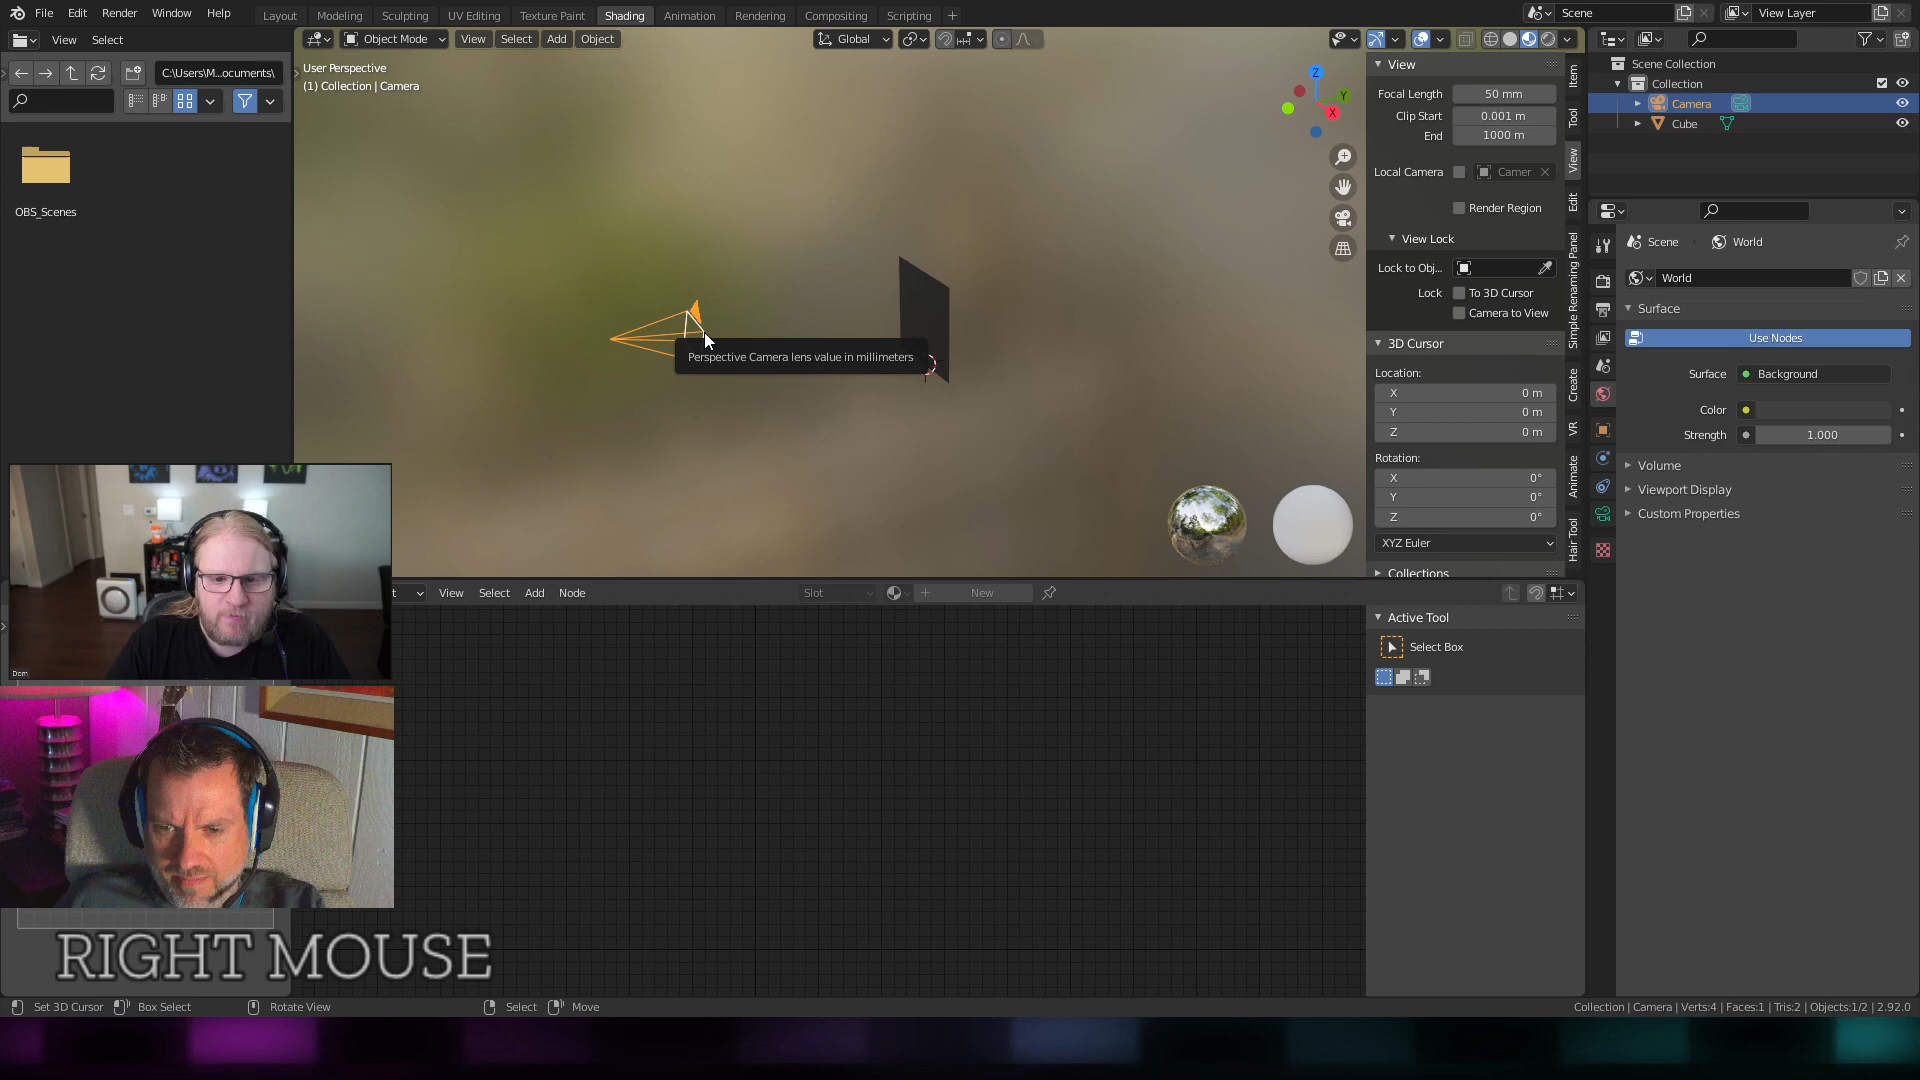 File Edit Render Window Help Layout Modeling Sculpting UV Editing Texture Paint Shading Animation Rendering Compositing Scripting Scene View Layer
View Select
Object Mode View Select Add Object Global
C:\Users\M...ocuments\
OBS_Scenes
User Perspective
(1) Collection | Camera
Z
Y
X
Perspective Camera lens value in millimeters
View
Focal Length 50 mm
Clip Start 0.001 m
End 1000 m
Local Camera Camer
Render Region
View Lock
Lock to Obj...
Lock To 3D Cursor
Camera to View
3D Cursor
Location:
X 0 m
Y 0 m
Z 0 m
Rotation:
X 0°
Y 0°
Z 0°
XYZ Euler
Collections
Item
Tool
View
Edit
Simple Renaming Panel
Create
VR
Animate
Hair Tool
Scene Collection
Collection
Camera
Cube
Scene World
World
Surface
Use Nodes
Surface Background
Color
Strength 1.000
Volume
Viewport Display
Custom Properties
t View Select Add Node Slot New
Active Tool
Select Box
Dom
RIGHT MOUSE
Set 3D Cursor Box Select Rotate View Select Move Collection | Camera | Verts:4 | Faces:1 | Tris:2 | Objects:1/2 | 2.92.0